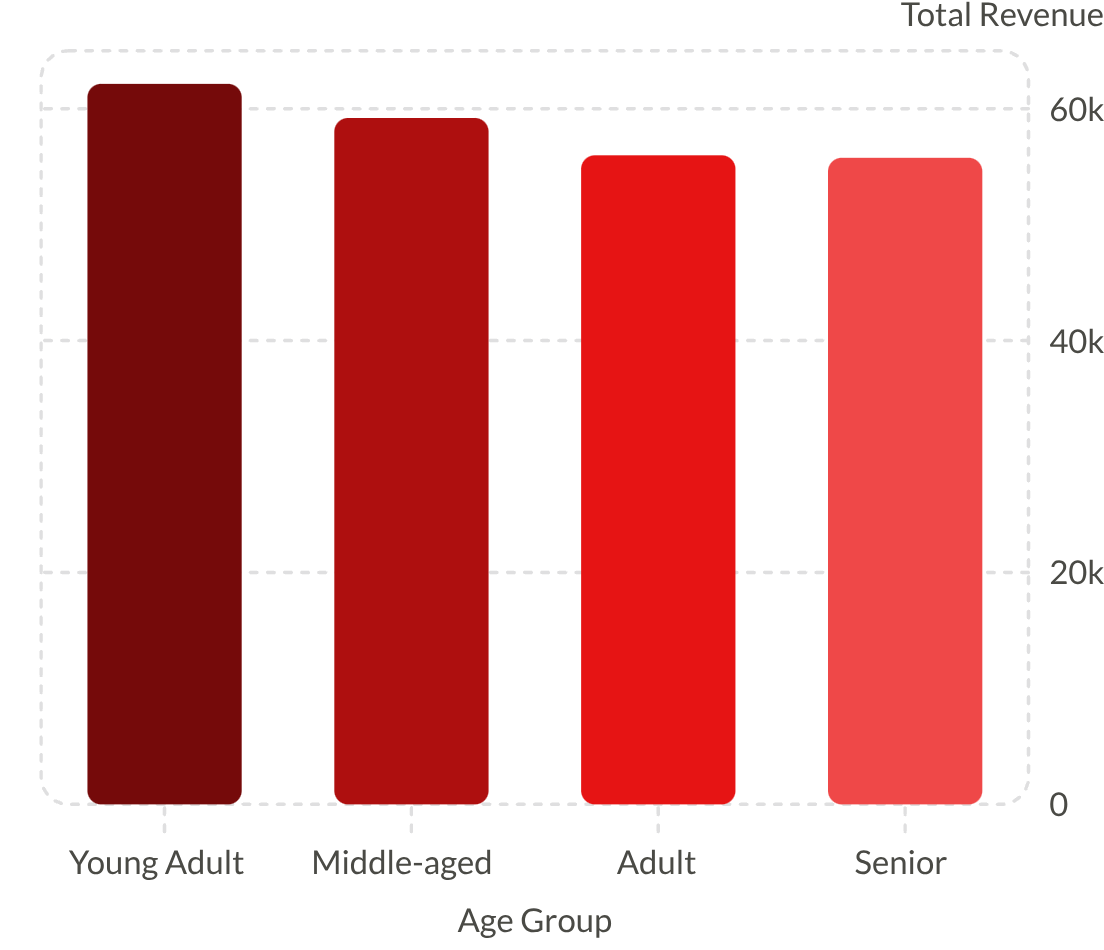 Total Revenue
60k
40k
20k
0
Young Adult
Middle-aged
Adult
Senior
Age Group